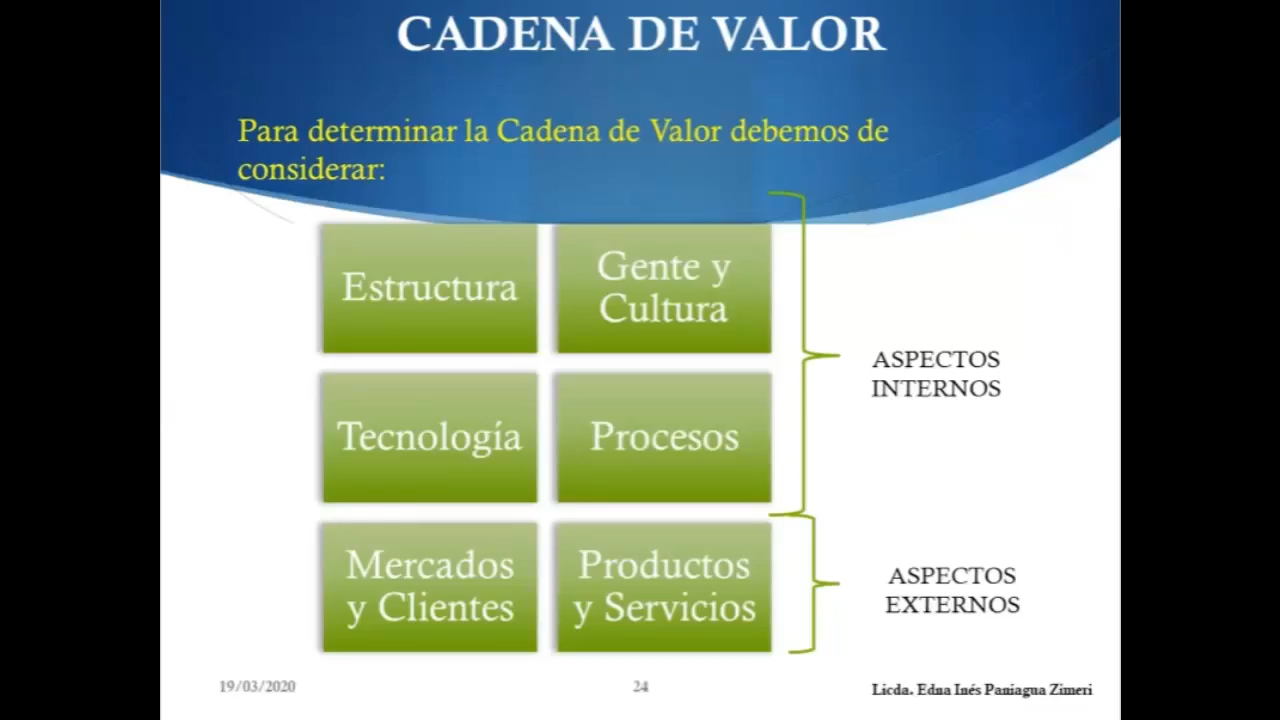 CADENA DE VALOR
Para determinar la Cadena de Valor debemos de
considerar:
Estructura
Gente y
Cultura
Tecnología
Procesos
ASPECTOS
INTERNOS
Mercados
y Clientes
Productos
y Servicios
ASPECTOS
EXTERNOS
19/03/2020
24
Licda. Edna Inés Paniagua Zimeri